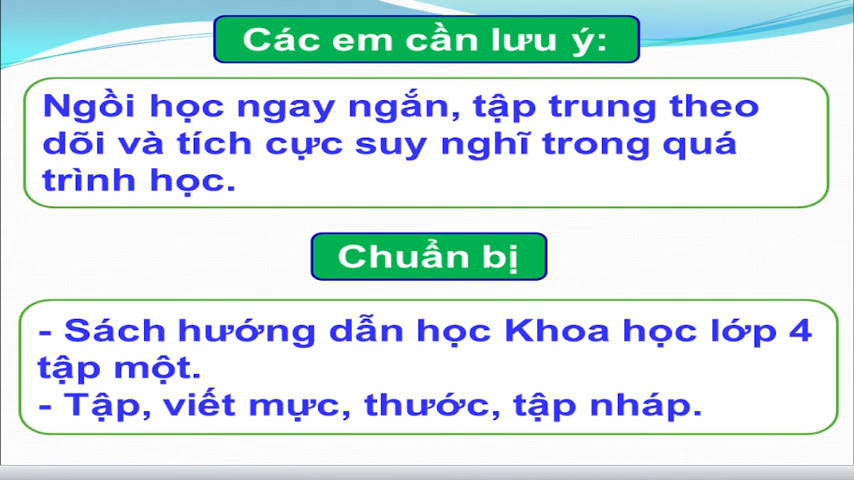 Các em cần lưu ý:
Ngồi học ngay ngắn, tập trung theo
dõi và tích cực suy nghĩ trong quá
trình học.
Chuẩn bị
- Sách hướng dẫn học Khoa học lớp 4
tập một.
- Tập, viết mực, thước, tập nháp.